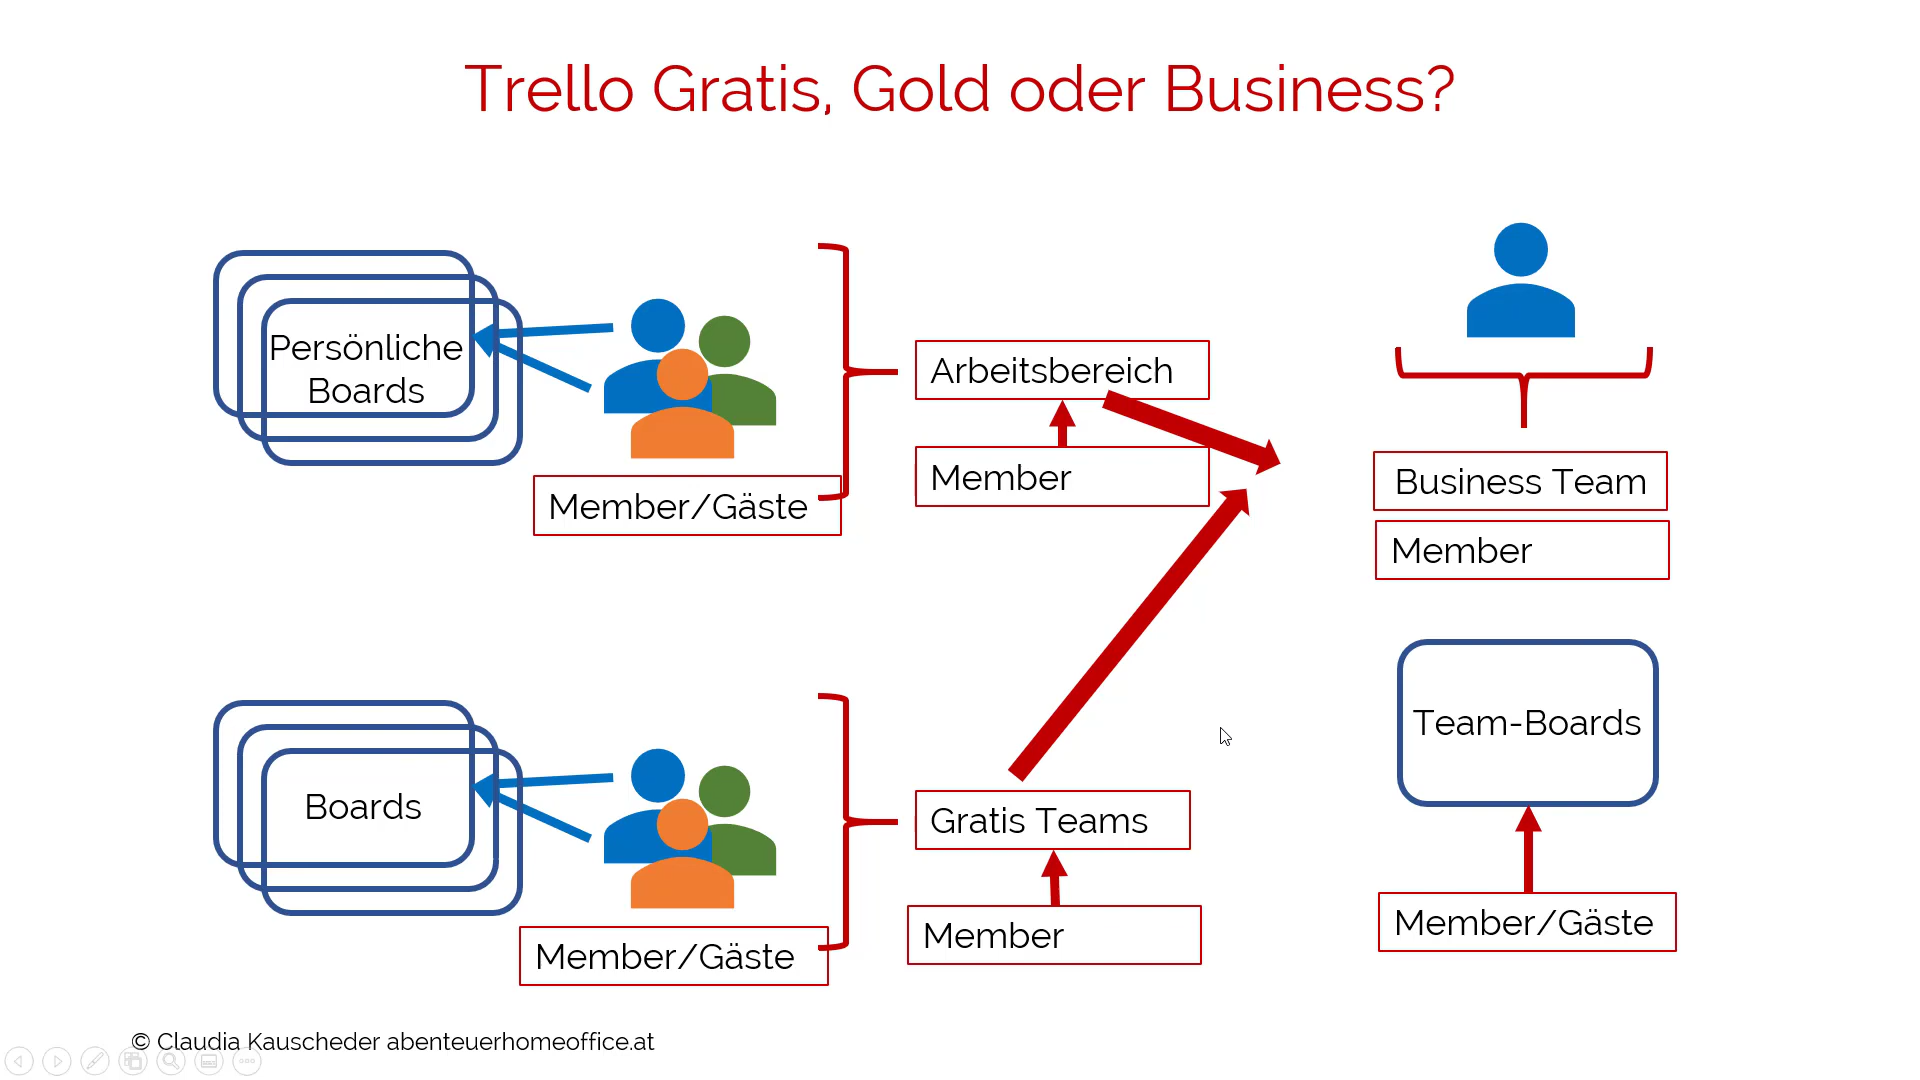 Trello Gratis, Gold oder Business?
Persönliche
Boards
Member/Gäste
Arbeitsbereich
Member
Business Team
Member
Boards
Member/Gäste
Gratis Teams
Member
Team-Boards
Member/Gäste
© Claudia Kauscheder abenteuerhomeoffice.at